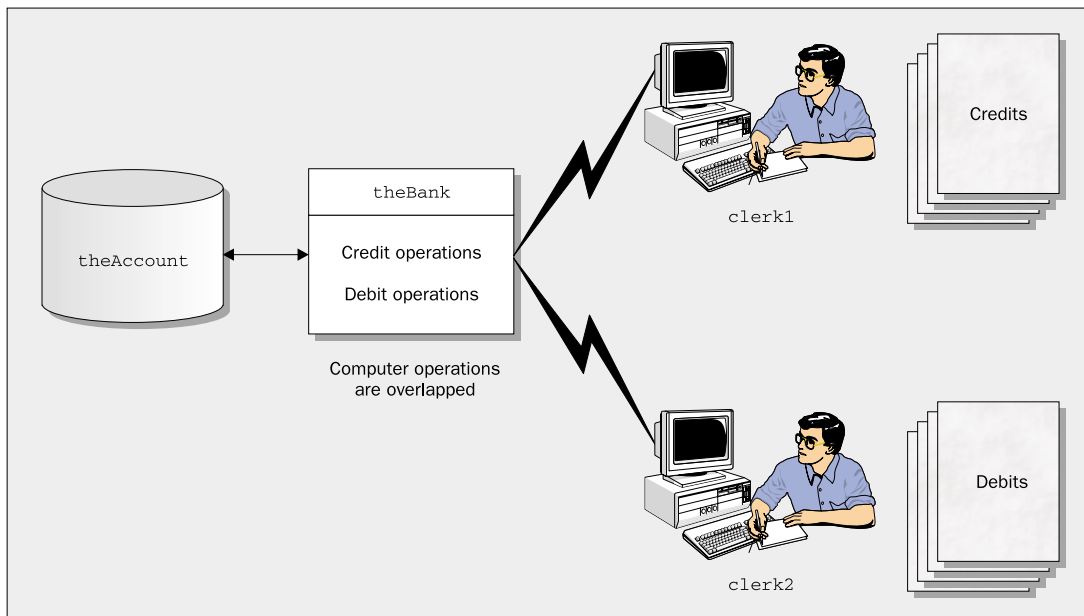 theAccount
theBank
Credit operations
Debit operations
Computer operations
are overlapped
clerk1
Credits
clerk2
Debits